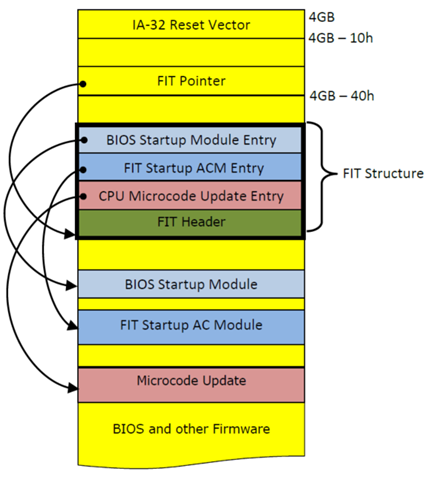 IA-32 Reset Vector
4GB
4GB – 10h
FIT Pointer
4GB – 40h
BIOS Startup Module Entry
FIT Startup ACM Entry
CPU Microcode Update Entry
FIT Header
FIT Structure
BIOS Startup Module
FIT Startup AC Module
Microcode Update
BIOS and other Firmware